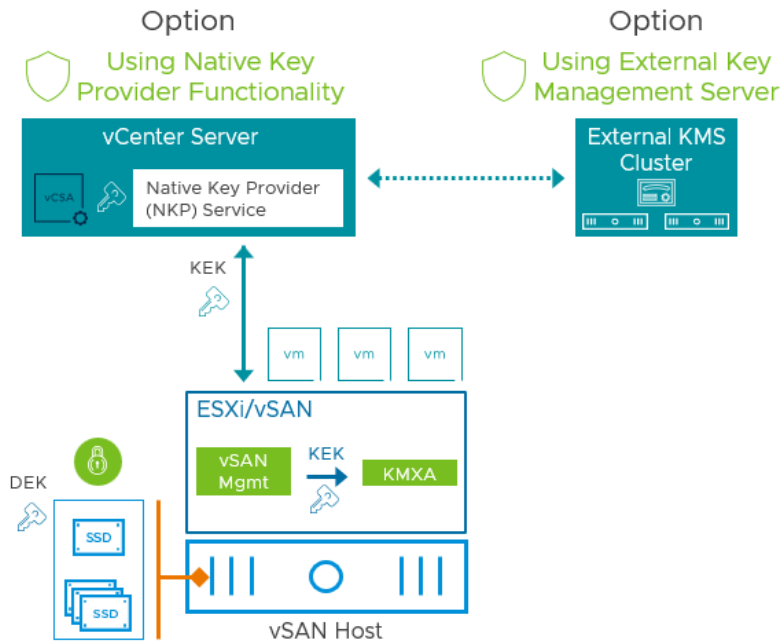 Option
Using Native Key
Provider Functionality
Option
Using External Key
Management Server
vCenter Server
vCSA
Native Key Provider
(NKP) Service
External KMS
Cluster
KEK
vm
vm
vm
ESXi/vSAN
vSAN
Mgmt
KEK
KMXA
DEK
SSD
SSD
vSAN Host